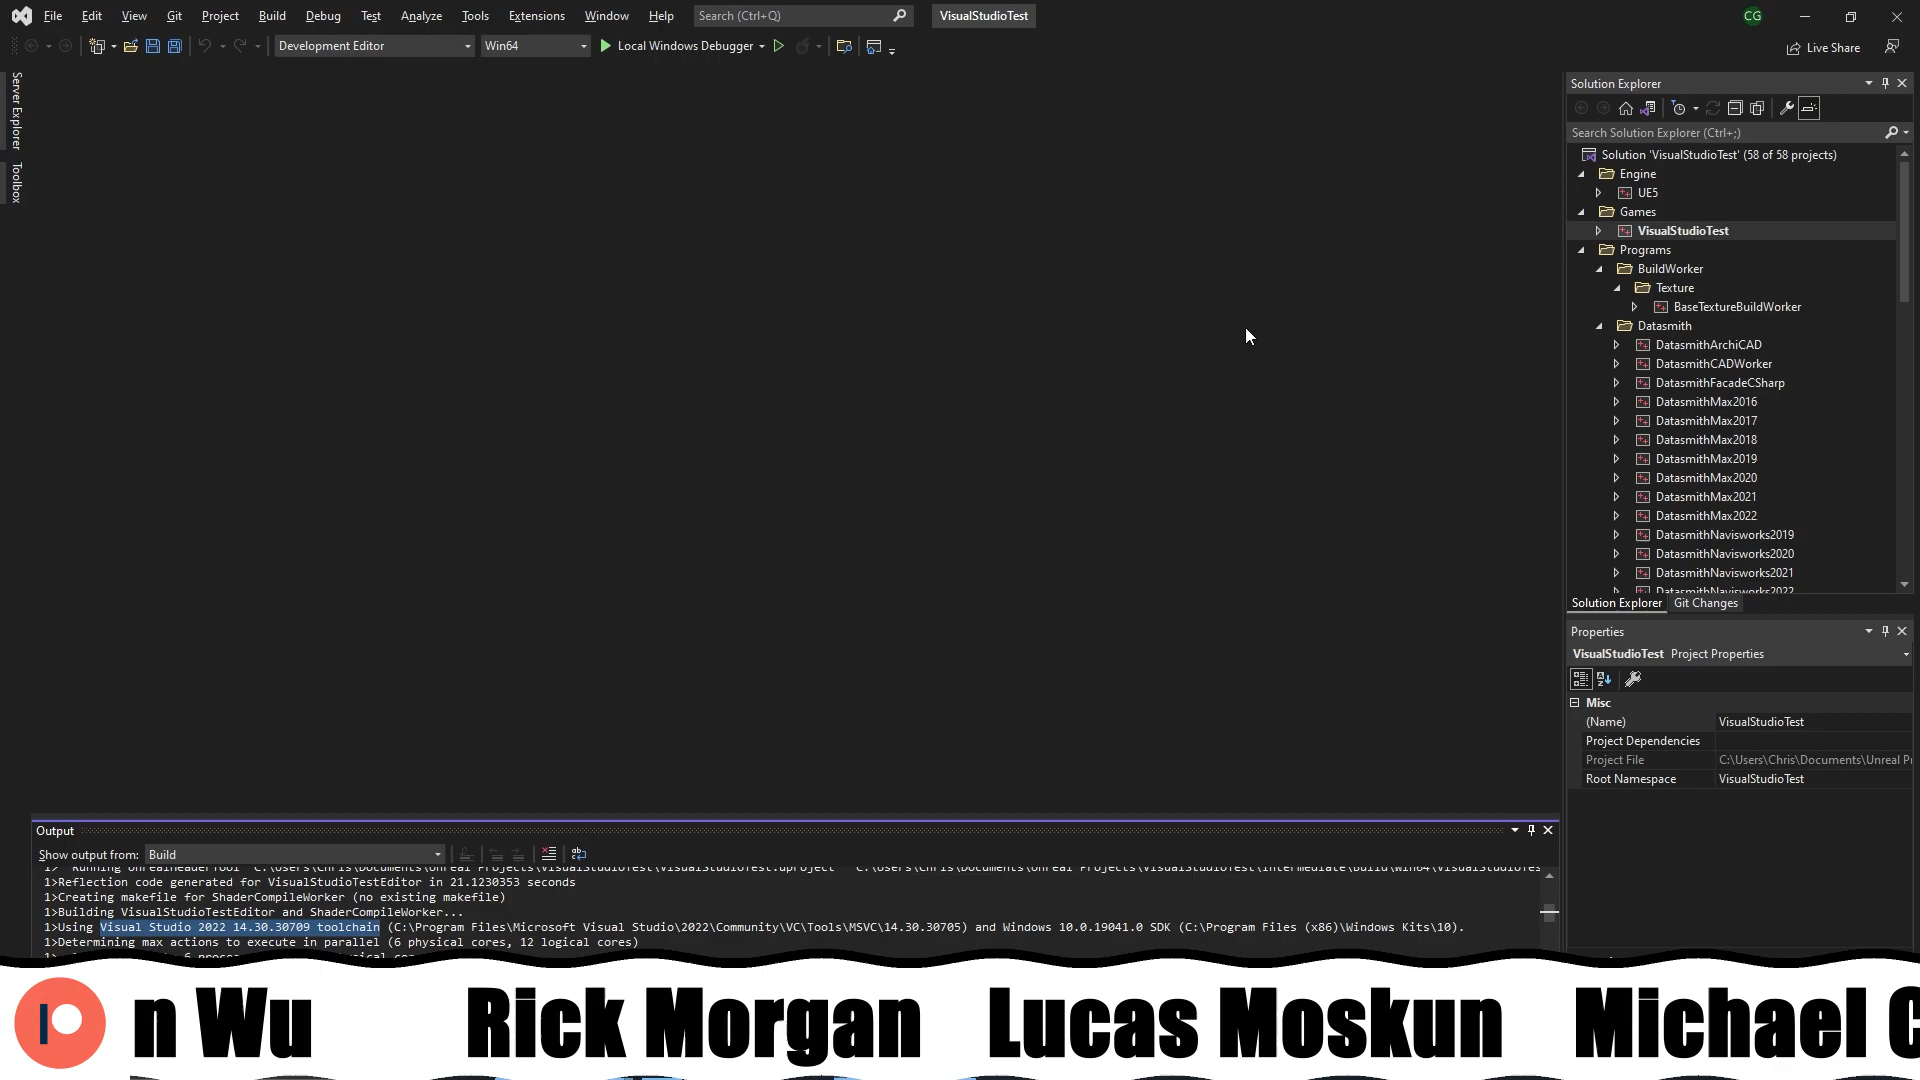 File Edit View Git Project Build Debug Test Analyze Tools Extensions Window Help Search (Ctrl+Q) VisualStudioTest CG
Development Editor Win64 Local Windows Debugger Live Share
Server Explorer
Toolbox
Solution Explorer
Search Solution Explorer (Ctrl+;)
Solution 'VisualStudioTest' (58 of 58 projects)
Engine
UE5
Games
VisualStudioTest
Programs
BuildWorker
Texture
BaseTextureBuildWorker
Datasmith
DatasmithArchiCAD
DatasmithCADWorker
DatasmithFacadeCSharp
DatasmithMax2016
DatasmithMax2017
DatasmithMax2018
DatasmithMax2019
DatasmithMax2020
DatasmithMax2021
DatasmithMax2022
DatasmithNavisworks2019
DatasmithNavisworks2020
DatasmithNavisworks2021
DatasmithNavisworks2022
Solution Explorer Git Changes
Properties
VisualStudioTest Project Properties
Misc
(Name) VisualStudioTest
Project Dependencies
Project File C:\Users\Chris\Documents\Unreal Pr
Root Namespace VisualStudioTest
Output
Show output from: Build
1>Reflection code generated for VisualStudioTestEditor in 21.1230353 seconds
1>Creating makefile for ShaderCompileWorker (no existing makefile)
1>Building VisualStudioTestEditor and ShaderCompileWorker...
1>Using Visual Studio 2022 14.30.30709 toolchain (C:\Program Files\Microsoft Visual Studio\2022\Community\VC\Tools\MSVC\14.30.30705) and Windows 10.0.19041.0 SDK (C:\Program Files (x86)\Windows Kits\10).
1>Determining max actions to execute in parallel (6 physical cores, 12 logical cores)
n Wu Rick Morgan Lucas Moskun Michael C